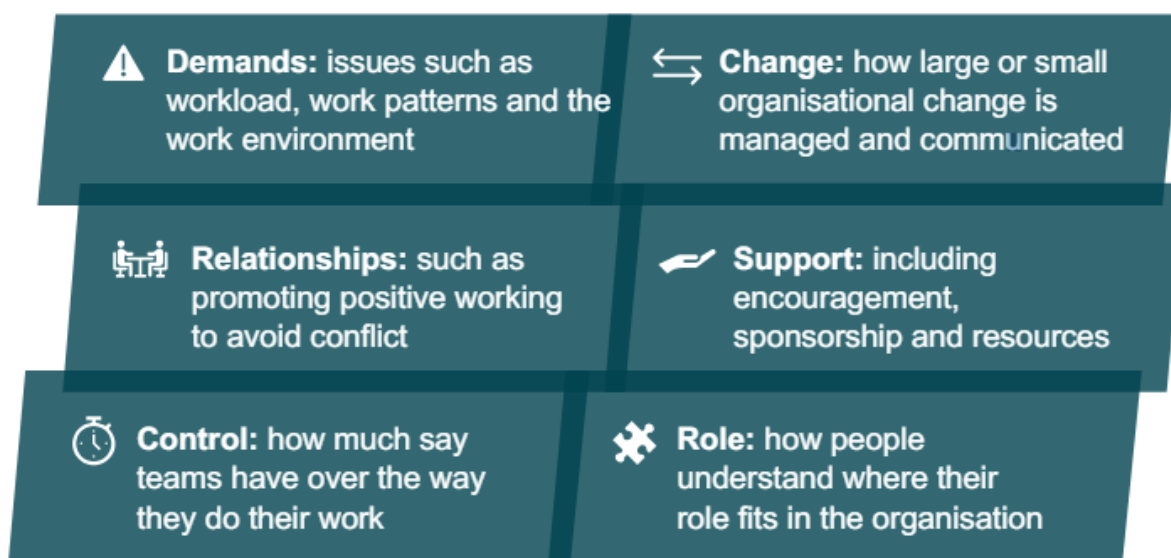 Demands: issues such as
workload, work patterns and the
work environment
Change: how large or small
organisational change is
managed and communicated
Relationships: such as
promoting positive working
to avoid conflict
Support: including
encouragement,
sponsorship and resources
Control: how much say
teams have over the way
they do their work
Role: how people
understand where their
role fits in the organisation